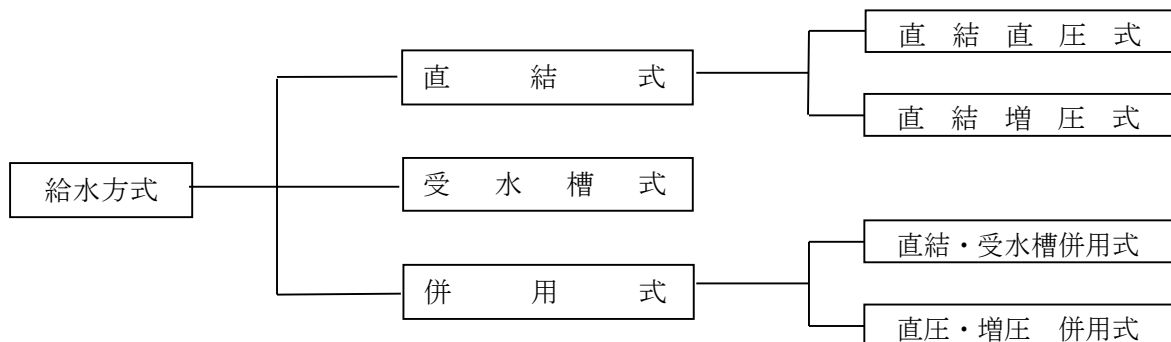 給水方式
直結式
直結直圧式
直結増圧式
受水槽式
併用式
直結・受水槽併用式
直圧・増圧 併用式